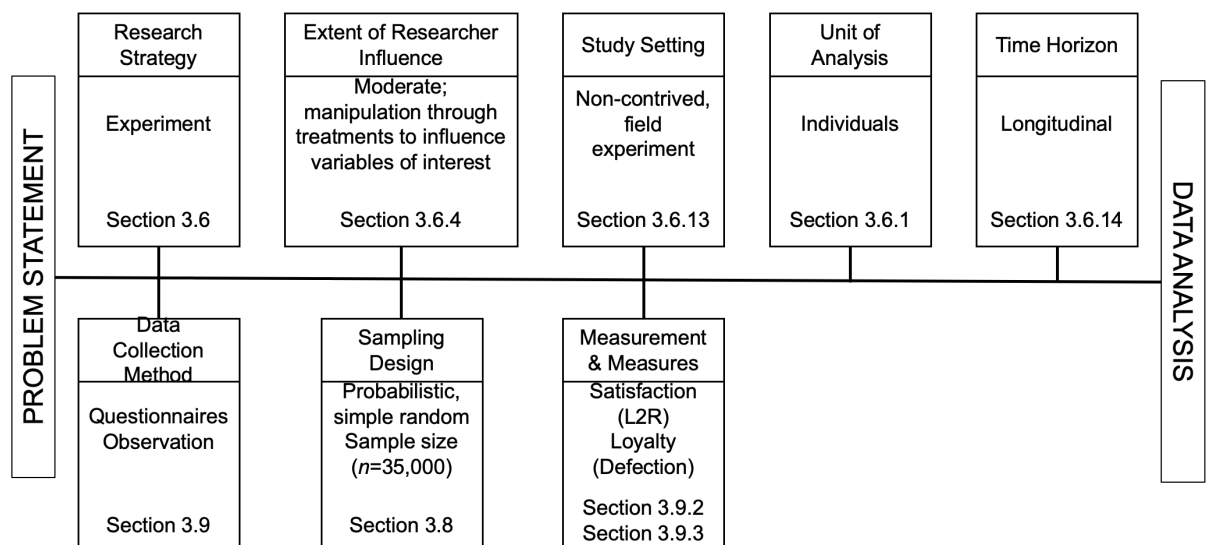 PROBLEM STATEMENT
Research
Strategy
Experiment
Section 3.6
Extent of Researcher
Influence
Moderate;
manipulation through
treatments to influence
variables of interest
Section 3.6.4
Study Setting
Non-contrived,
field
experiment
Section 3.6.13
Unit of
Analysis
Individuals
Section 3.6.1
Time Horizon
Longitudinal
Section 3.6.14
Data
Collection
Method
Questionnaires
Observation
Section 3.9
Sampling
Design
Probabilistic,
simple random
Sample size
(n=35,000)
Section 3.8
Measurement
& Measures
Satisfaction
(L2R)
Loyalty
(Defection)
Section 3.9.2
Section 3.9.3
DATA ANALYSIS